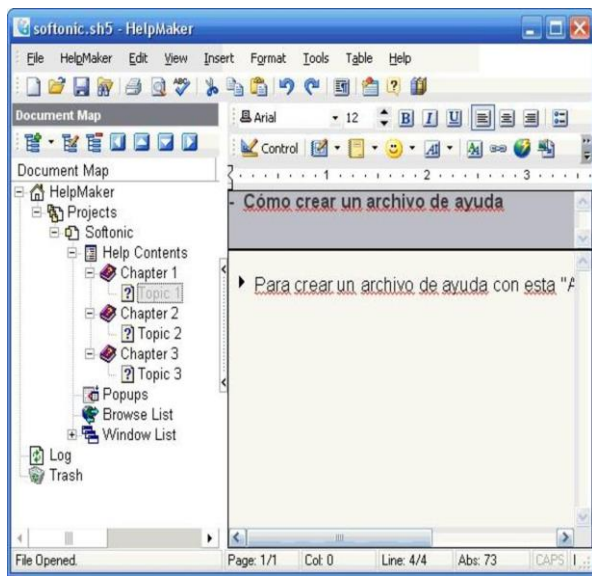 softonic.sh5 - HelpMaker
File HelpMaker Edit View Insert Format Tools Table Help
Document Map
Arial 12 B I U
Control
Document Map
1 2 3
HelpMaker
Projects
Softonic
Help Contents
Chapter 1
Topic 1
Chapter 2
Topic 2
Chapter 3
Topic 3
Popups
Browse List
Window List
Log
Trash
- Cómo crear un archivo de ayuda
Para crear un archivo de ayuda con esta "A
File Opened. Page: 1/1 Col: 0 Line: 4/4 Abs: 73 CAPS I